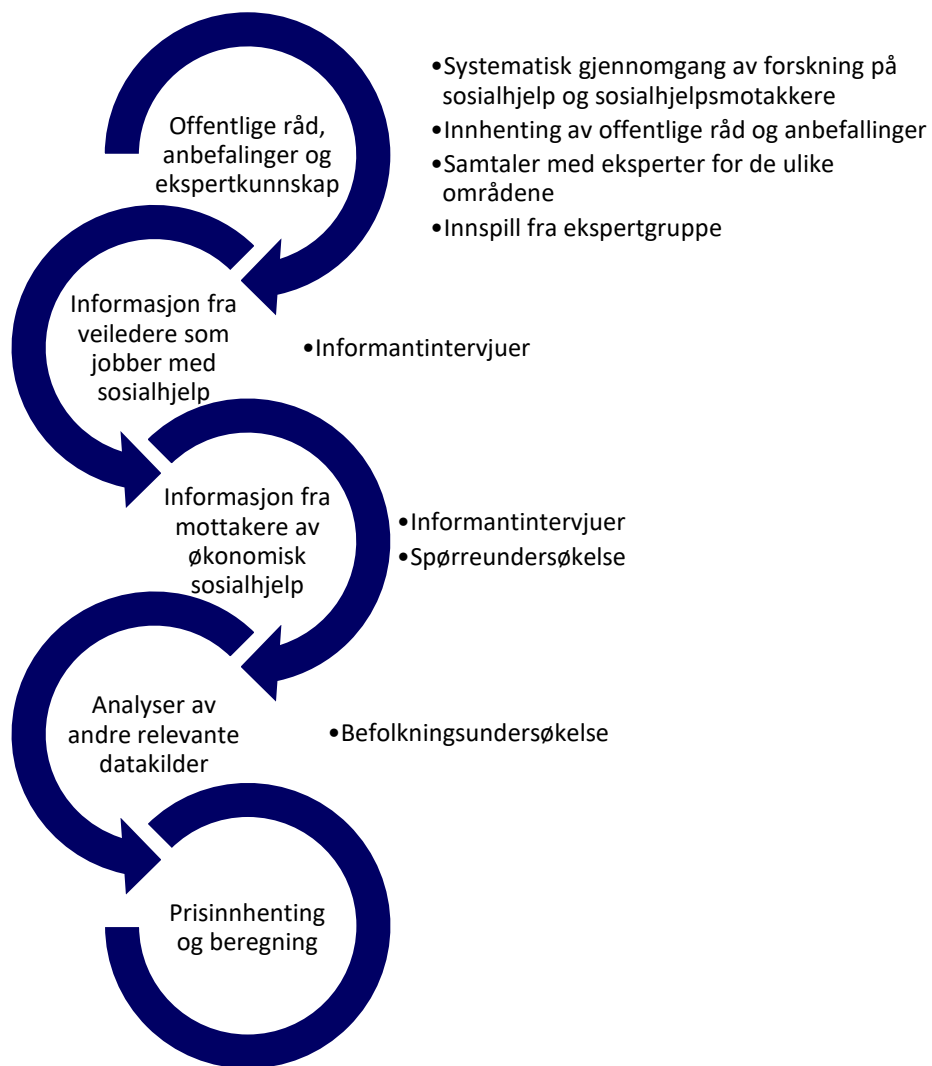 Offentlige råd,
anbefalinger og
ekspertkunnskap
•Systematisk gjennomgang av forskning på
sosialhjelp og sosialhjelpsmotakkere
•Innhenting av offentlige råd og anbefallinger
•Samtaler med eksperter for de ulike
områdene
•Innspill fra ekspertgruppe
Informasjon fra
veiledere som
jobber med
sosialhjelp
•Informantintervjuer
Informasjon fra
mottakere av
økonomisk
sosialhjelp
•Informantintervjuer
•Spørreundersøkelse
Analyser av
andre relevante
datakilder
•Befolkningsundersøkelse
Prisinnhenting
og beregning